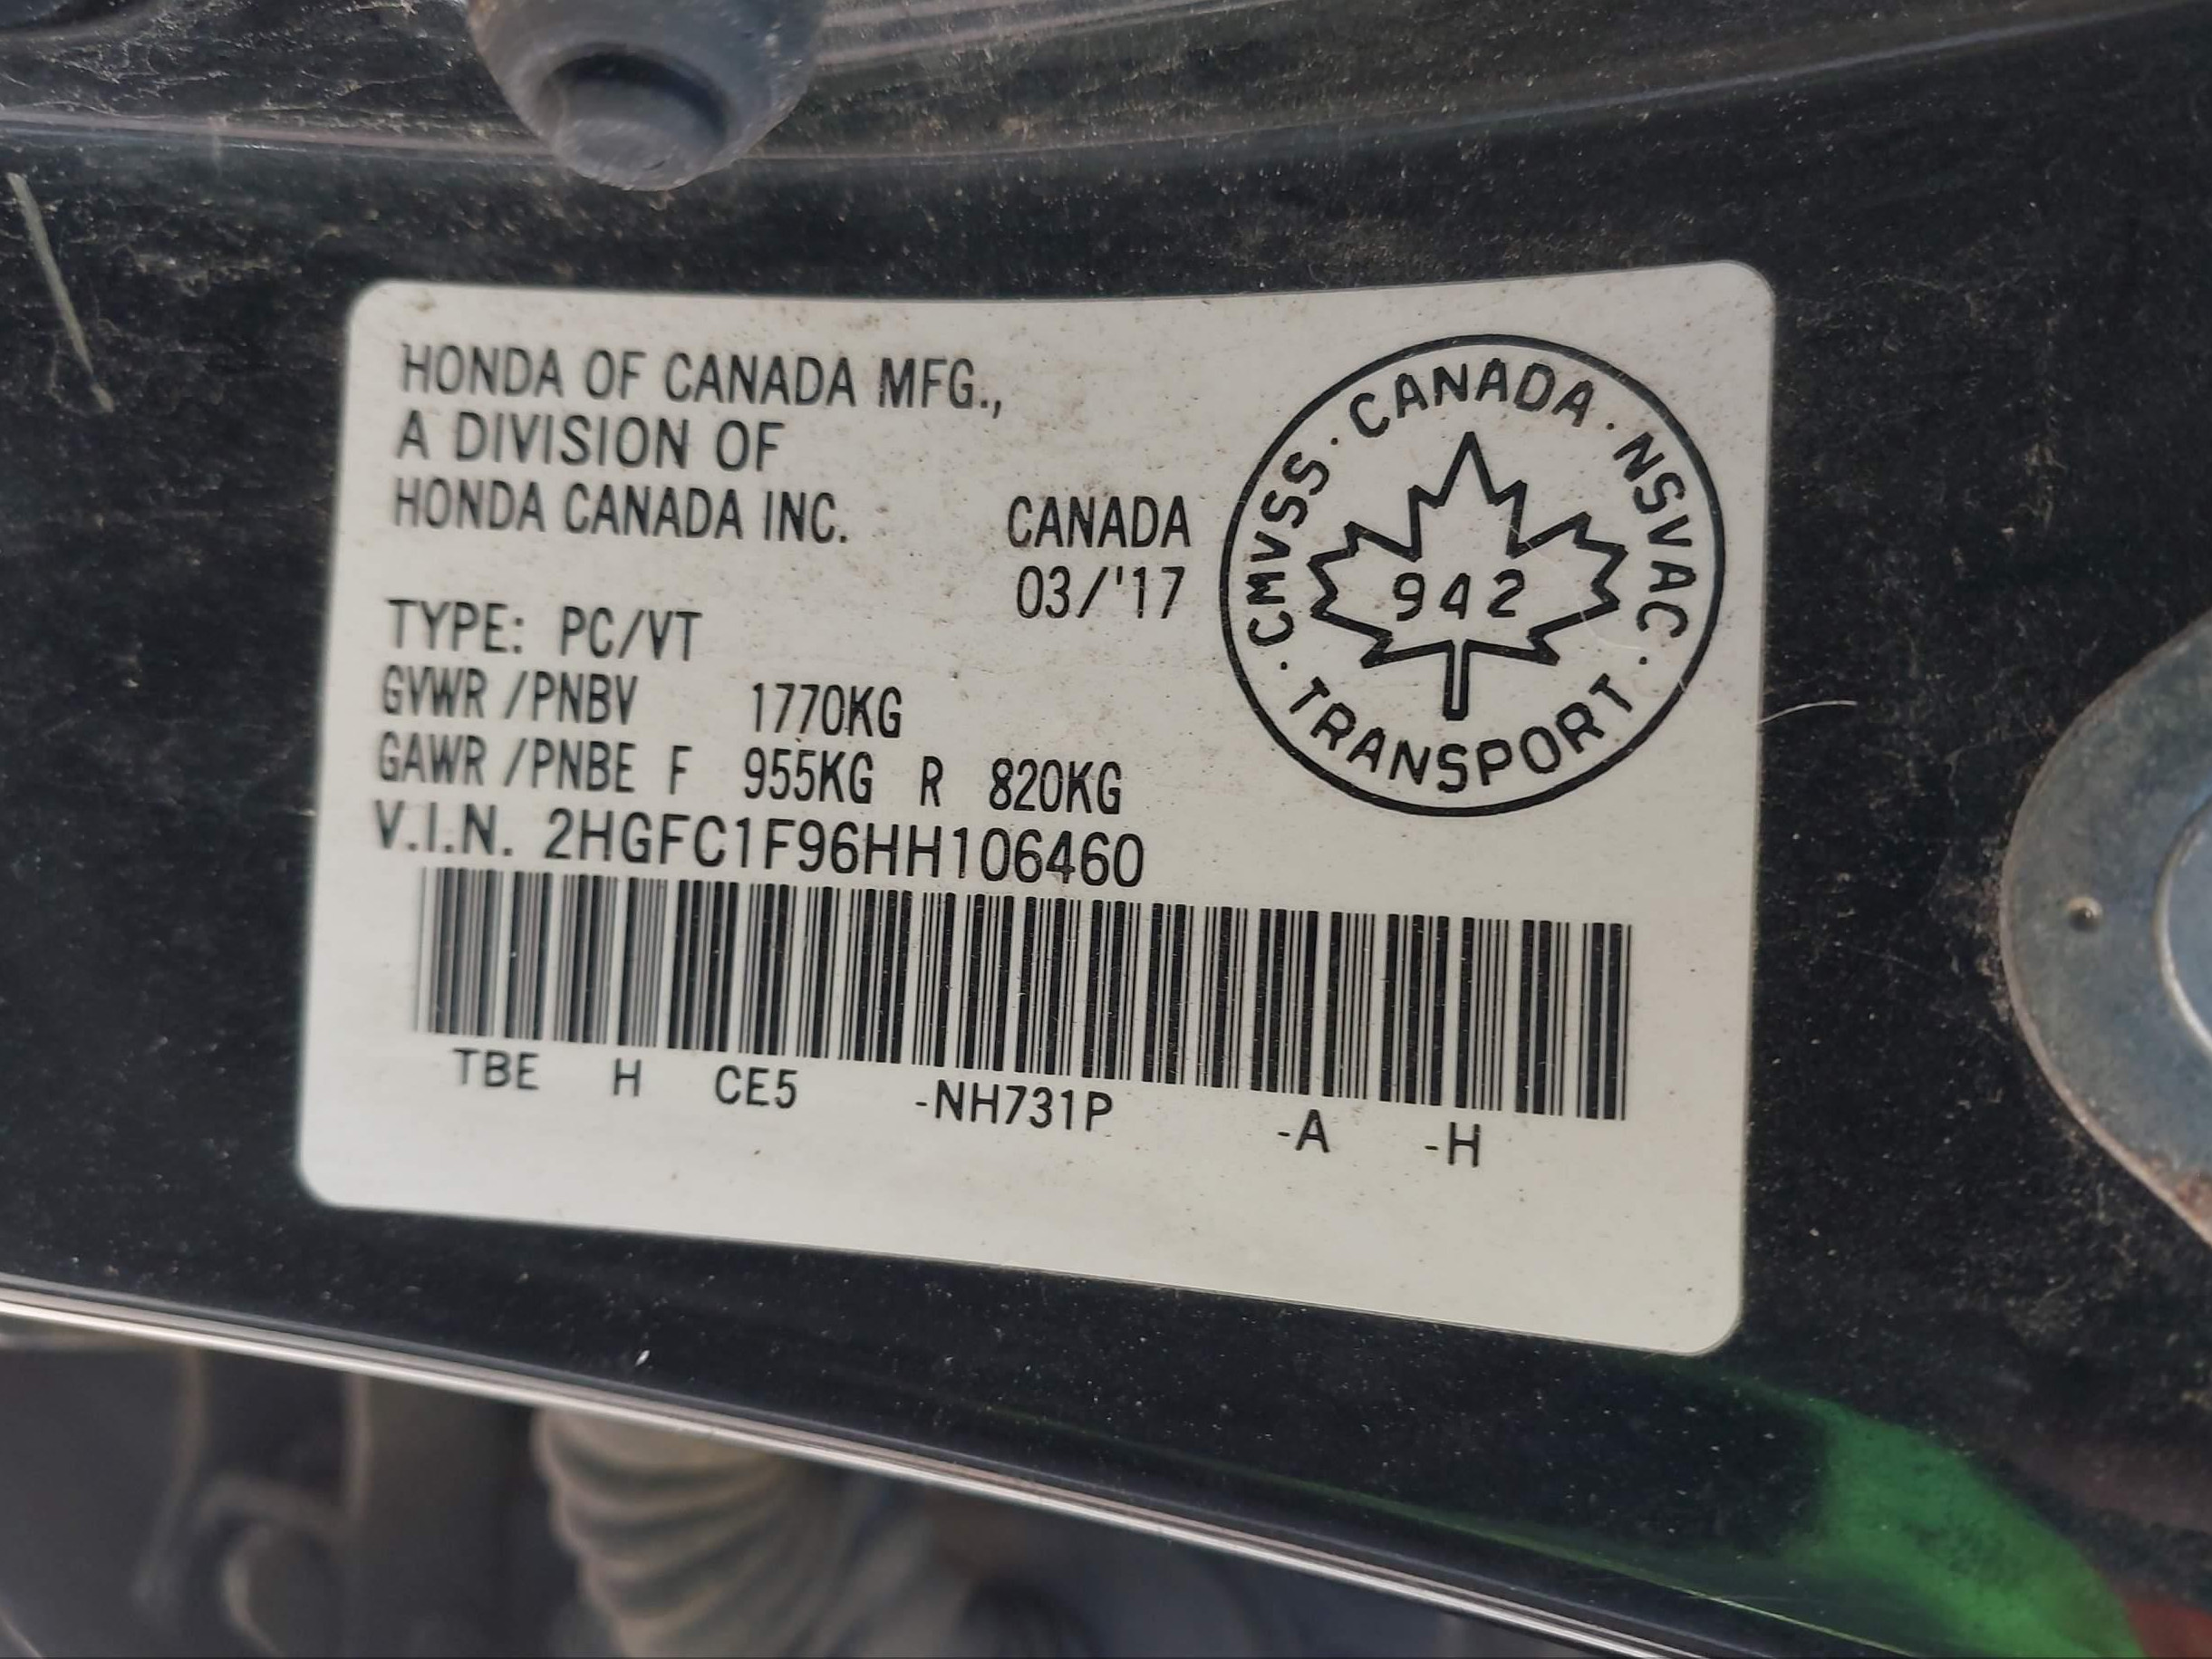 HONDA OF CANADA MFG.,
A DIVISION OF
HONDA CANADA INC.
CANADA
03/'17
TYPE: PC/VT
GVWR /PNBV 1770KG
GAWR /PNBE F 955KG R 820KG
V.I.N. 2HGFC1F96HH106460
TBE H CE5 -NH731P -A -H
CMVSS · CANADA · NSVAC ·
942
· TRANSPORT